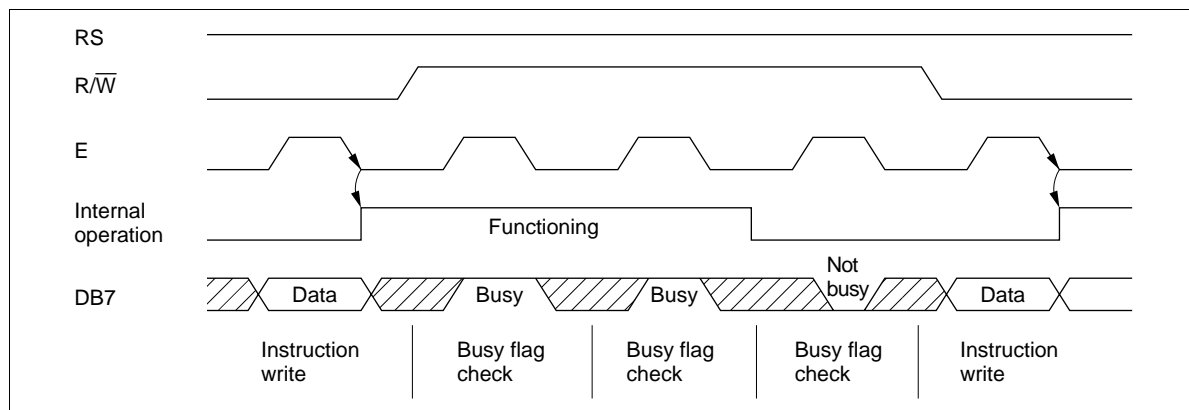 RS
R/W̅
E
Internal
operation
Functioning
DB7
Data
Busy
Busy
Not
busy
Data
Instruction
write
Busy flag
check
Busy flag
check
Busy flag
check
Instruction
write